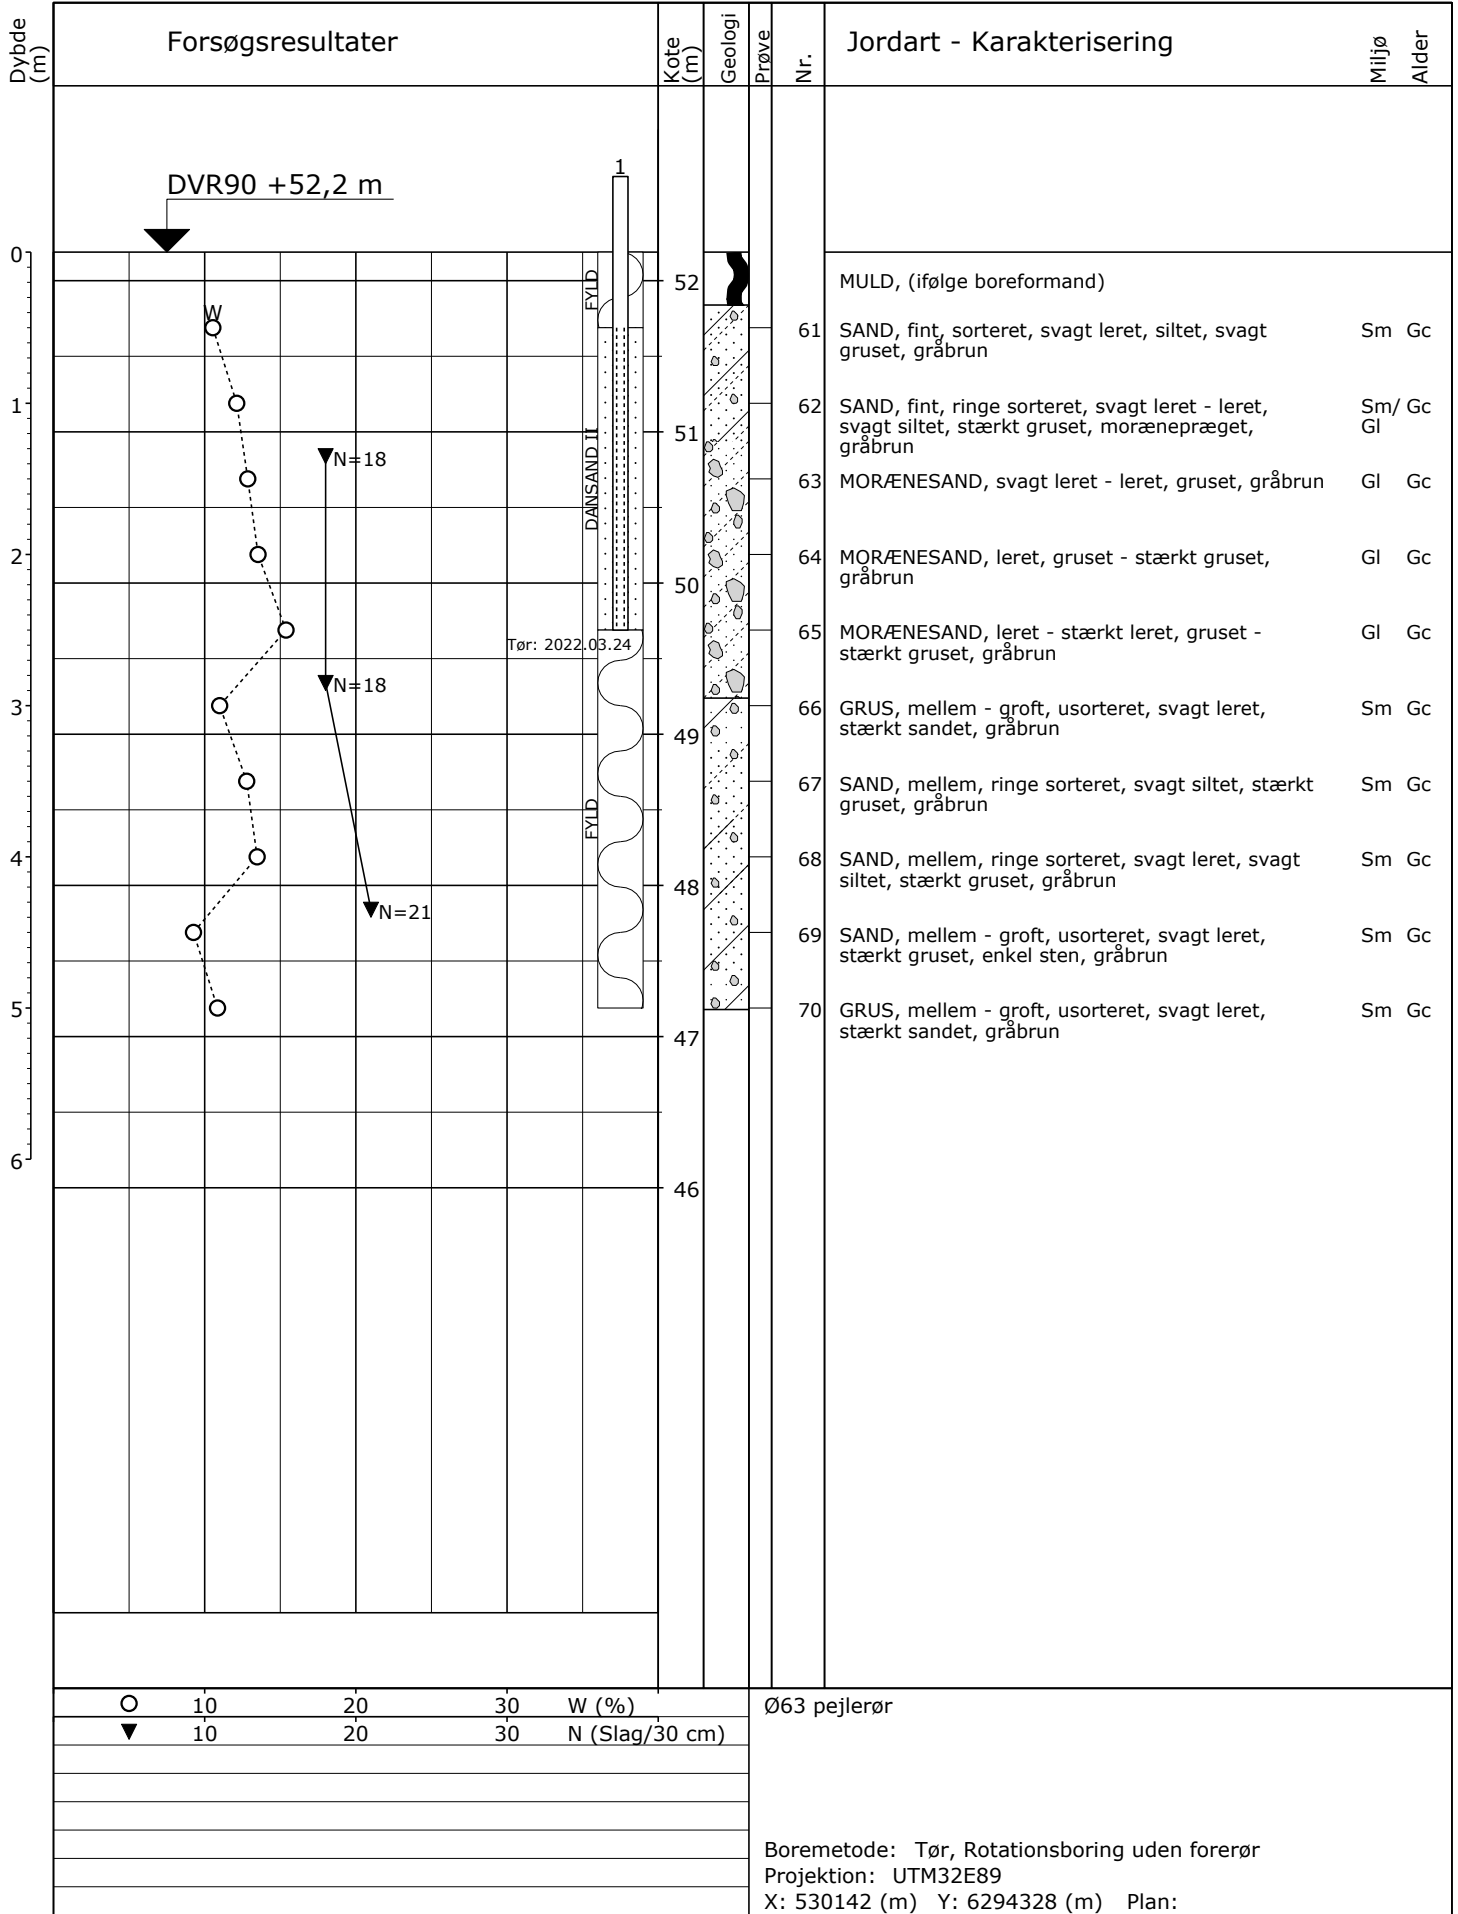 Dybde (m)
Forsøgsresultater
Kote (m)
Geologi
Prøve
Nr.
Jordart - Karakterisering
Miljø
Alder
DVR90 +52,2 m
1
0
FYLD
52
MULD, (ifølge boreformand)
W
61 SAND, fint, sorteret, svagt leret, siltet, svagt Sm Gc
gruset, gråbrun
1
62 SAND, fint, ringe sorteret, svagt leret - leret, Sm/ Gc
svagt siltet, stærkt gruset, morænepræget, Gl
gråbrun
51
N=18
DANSAND II
63 MORÆNESAND, svagt leret - leret, gruset, gråbrun Gl Gc
2
64 MORÆNESAND, leret, gruset - stærkt gruset, Gl Gc
gråbrun
50
65 MORÆNESAND, leret - stærkt leret, gruset - Gl Gc
stærkt gruset, gråbrun
Tør: 2022.03.24
N=18
3
66 GRUS, mellem - groft, usorteret, svagt leret, Sm Gc
stærkt sandet, gråbrun
49
67 SAND, mellem, ringe sorteret, svagt siltet, stærkt Sm Gc
gruset, gråbrun
FYLD
4
68 SAND, mellem, ringe sorteret, svagt leret, svagt Sm Gc
siltet, stærkt gruset, gråbrun
48
N=21
69 SAND, mellem - groft, usorteret, svagt leret, Sm Gc
stærkt gruset, enkel sten, gråbrun
5
70 GRUS, mellem - groft, usorteret, svagt leret, Sm Gc
stærkt sandet, gråbrun
47
6
46
10 20 30 W (%)
10 20 30 N (Slag/30 cm)
Ø63 pejlerør
Boremetode: Tør, Rotationsboring uden forerør
Projektion: UTM32E89
X: 530142 (m) Y: 6294328 (m) Plan: